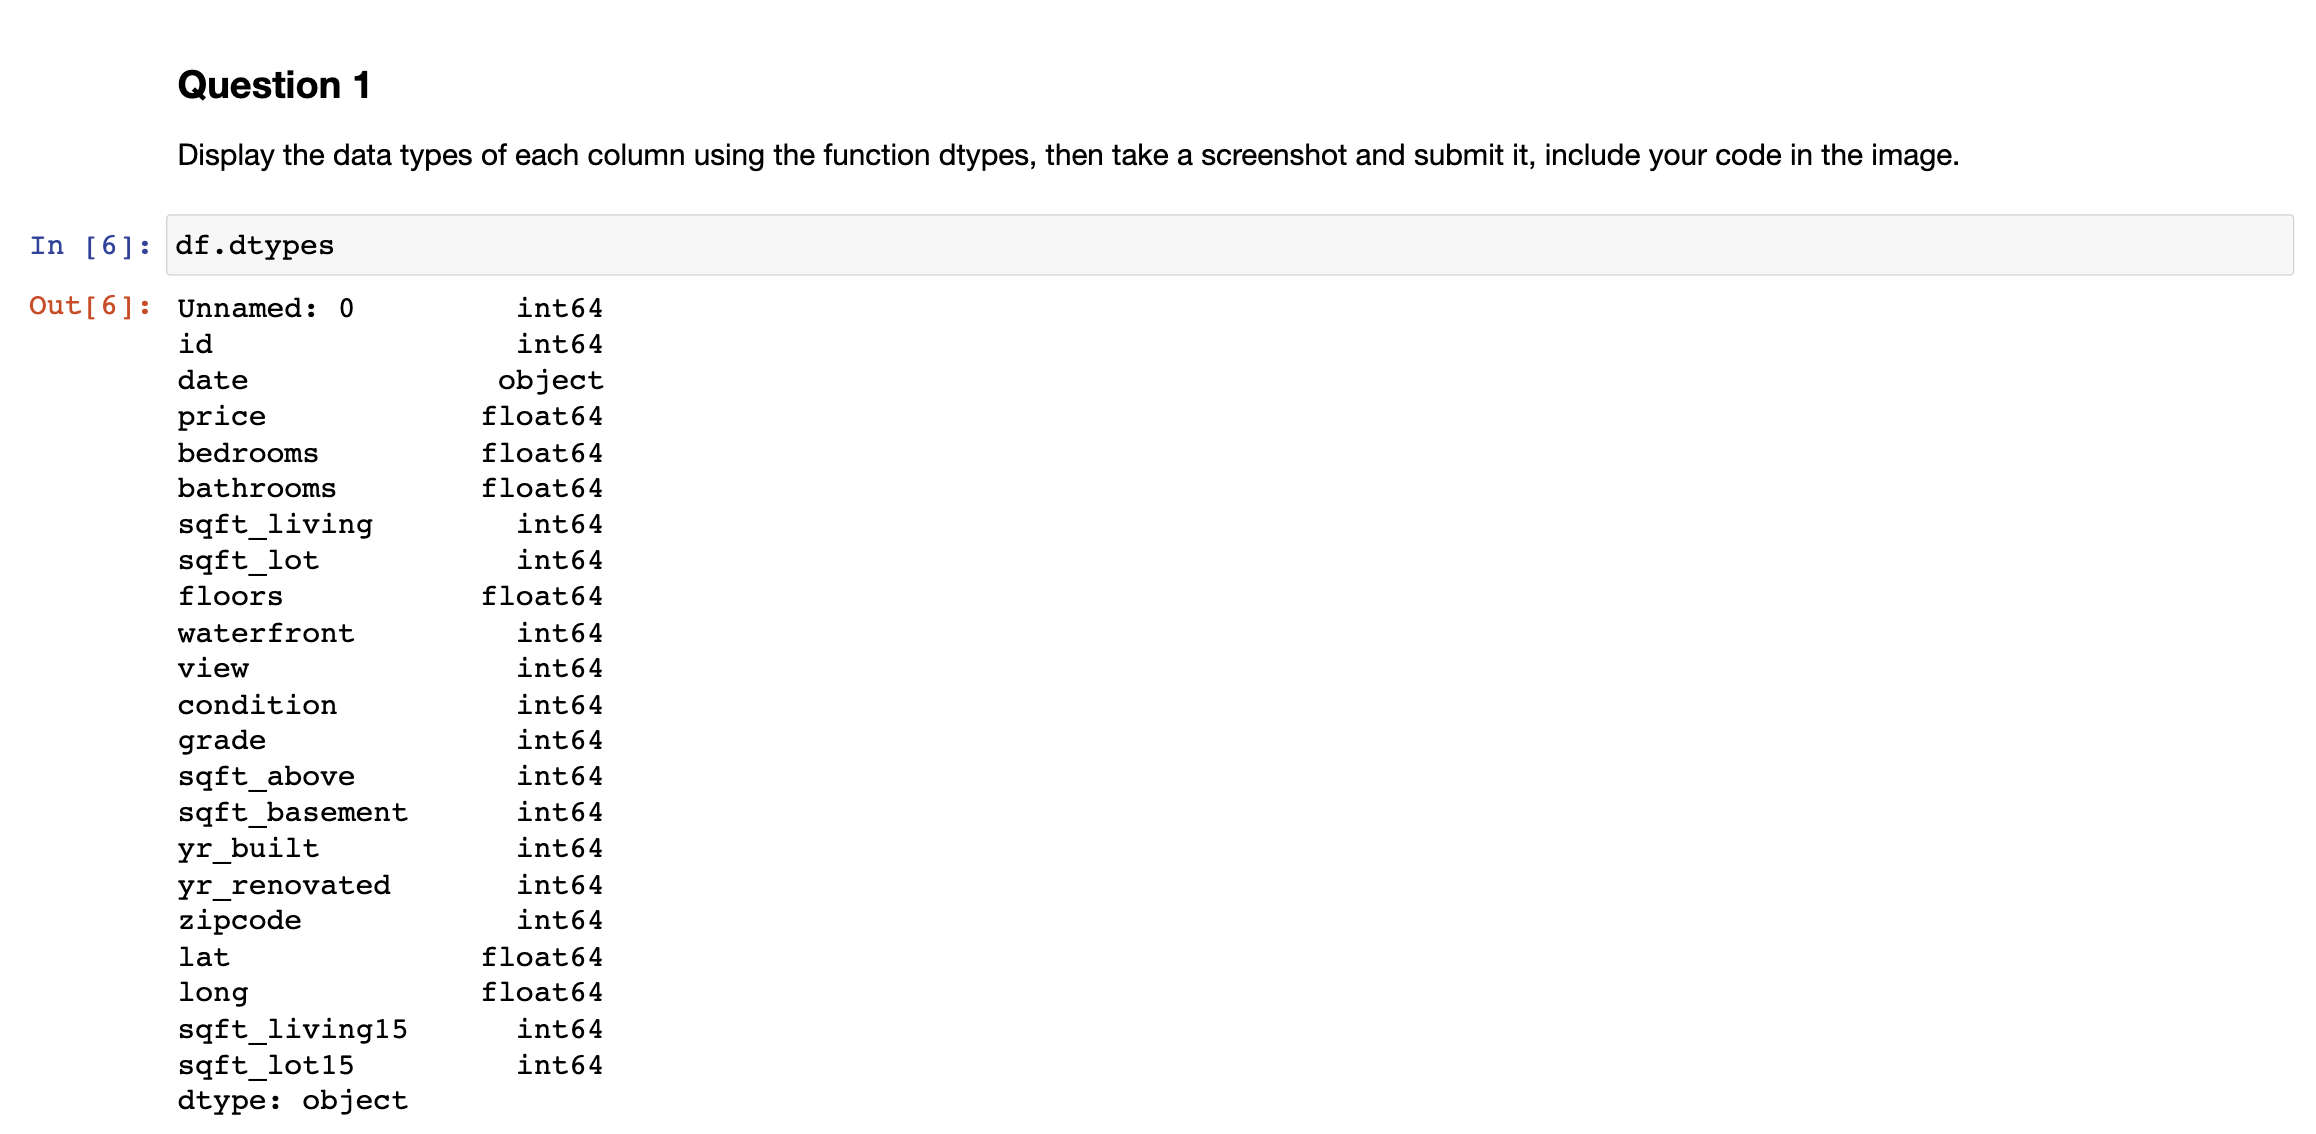 Question 1
Display the data types of each column using the function dtypes, then take a screenshot and submit it, include your code in the image.
In [6]: df.dtypes
Out[6]: Unnamed: 0 int64
id int64
date object
price float64
bedrooms float64
bathrooms float64
sqft_living int64
sqft_lot int64
floors float64
waterfront int64
view int64
condition int64
grade int64
sqft_above int64
sqft_basement int64
yr_built int64
yr_renovated int64
zipcode int64
lat float64
long float64
sqft_living15 int64
sqft_lot15 int64
dtype: object